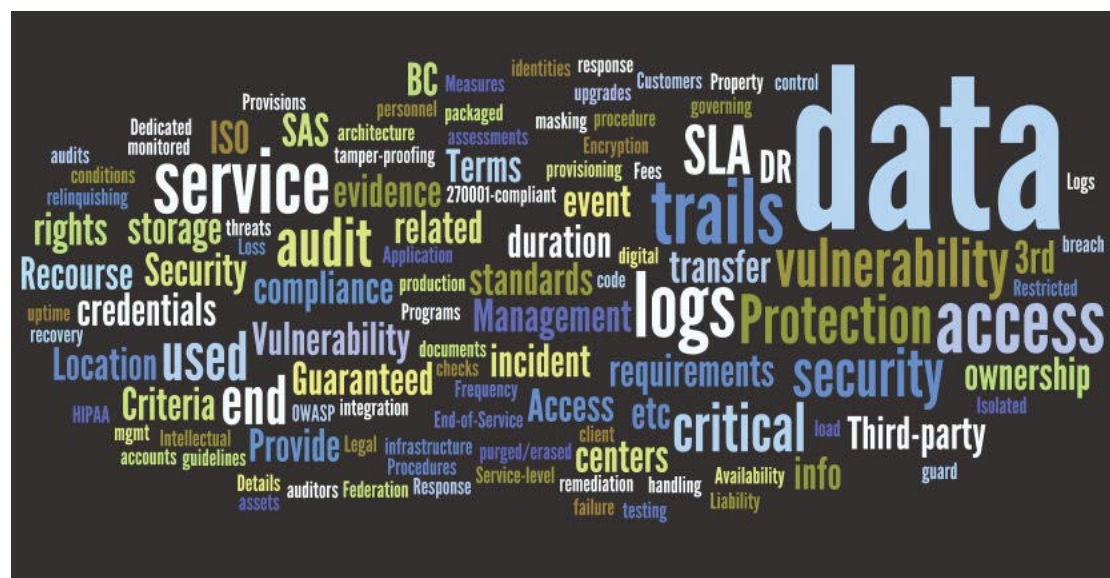 BC Measures identities response
upgrades Customers Property control
Provisions personnel packaged governing
Dedicated ISO SAS architecture masking procedure SLA data
monitored tamper-proofing assessments Encryption DR
audits service Terms provisioning Fees
conditions evidence 270001-compliant event trails Logs
relinquishing
rights storage threats audit related duration
Loss Application digital transfer vulnerability 3rd breach
Recourse Security compliance production standards code logs Restricted
uptime credentials Programs Management Protection access
recovery
Location used Vulnerability documents incident requirements security ownership
Guaranteed checks
HIPAA Criteria end OWASP integration Frequency Access etc critical Isolated
End-of-Service
mgmt Intellectual Provide Legal infrastructure client load Third-party
accounts guidelines Procedures purged/erased centers
Details auditors Federation Response Service-level remediation handling Availability info guard
assets failure testing Liability